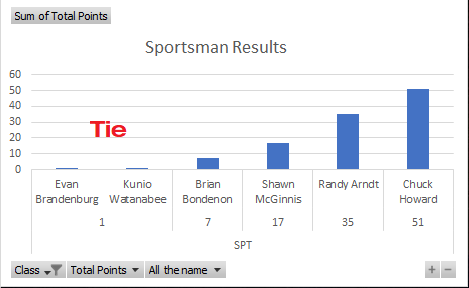 Sum of Total Points
Sportsman Results
60
50
40
30
20
10
0
Tie
Evan Brandenburg
Kunio Watanabee
Brian Bondenon
Shawn McGinnis
Randy Arndt
Chuck Howard
1 7 17 35 51
SPT
Class Total Points All the name + −